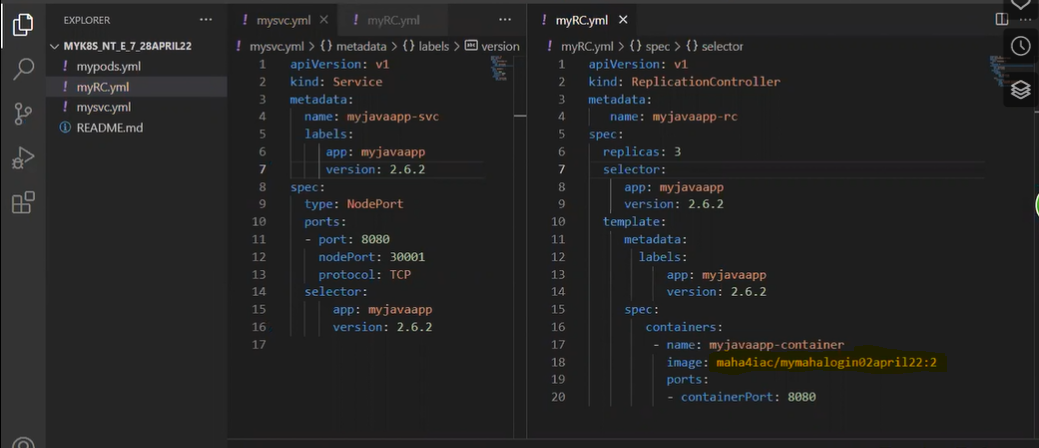 EXPLORER ...
MYK8S_NT_E_7_28APRIL22
! mypods.yml
! myRC.yml
! mysvc.yml
README.md
! mysvc.yml × ! myRC.yml ...
! mysvc.yml > {} metadata > {} labels > version
1 apiVersion: v1
2 kind: Service
3 metadata:
4 name: myjavaapp-svc
5 labels:
6 app: myjavaapp
7 version: 2.6.2
8 spec:
9 type: NodePort
10 ports:
11 - port: 8080
12 nodePort: 30001
13 protocol: TCP
14 selector:
15 app: myjavaapp
16 version: 2.6.2
17
! myRC.yml ×
! myRC.yml > {} spec > {} selector
1 apiVersion: v1
2 kind: ReplicationController
3 metadata:
4 name: myjavaapp-rc
5 spec:
6 replicas: 3
7 selector:
8 app: myjavaapp
9 version: 2.6.2
10 template:
11 metadata:
12 labels:
13 app: myjavaapp
14 version: 2.6.2
15 spec:
16 containers:
17 - name: myjavaapp-container
18 image: maha4iac/mymahalogin02april22:2
19 ports:
20 - containerPort: 8080